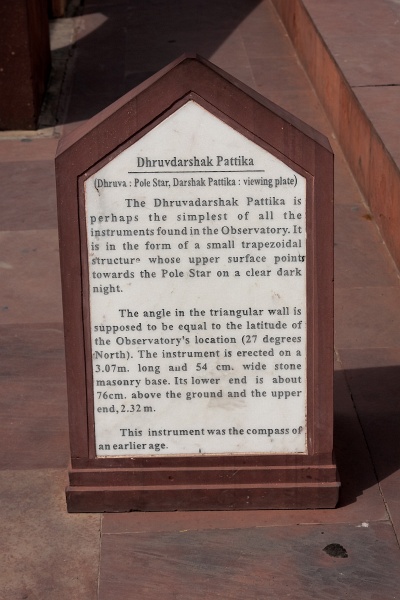 Dhruvdarshak Pattika
(Dhruva : Pole Star, Darshak Pattika : viewing plate)
The Dhruvadarshak Pattika is
perhaps the simplest of all the
instruments found in the Observatory. It
is in the form of a small trapezoidal
structure whose upper surface points
towards the Pole Star on a clear dark
night.
The angle in the triangular wall is
supposed to be equal to the latitude of
the Observatory's location (27 degrees
North). The instrument is erected on a
3.07m. long and 54 cm. wide stone
masonry base. Its lower end is about
76cm. above the ground and the upper
end, 2.32 m.
This instrument was the compass of
an earlier age.